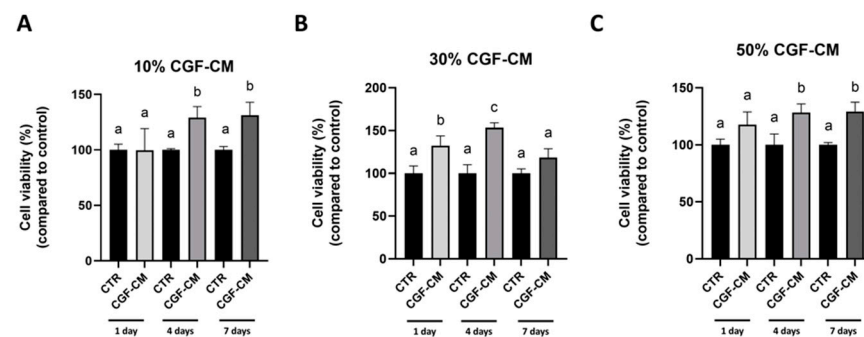 A
10% CGF-CM
Cell viability (%)
(compared to control)
150
100
50
0
a
a
a
b
a
b
CTR
CGF-CM
CTR
CGF-CM
CTR
CGF-CM
1 day
4 days
7 days
B
30% CGF-CM
Cell viability (%)
(compared to control)
200
150
100
50
0
a
b
a
c
a
a
CTR
CGF-CM
CTR
CGF-CM
CTR
CGF-CM
1 day
4 days
7 days
C
50% CGF-CM
Cell viability (%)
(compared to control)
150
100
50
0
a
a
a
b
a
b
CTR
CGF-CM
CTR
CGF-CM
CTR
CGF-CM
1 day
4 days
7 days